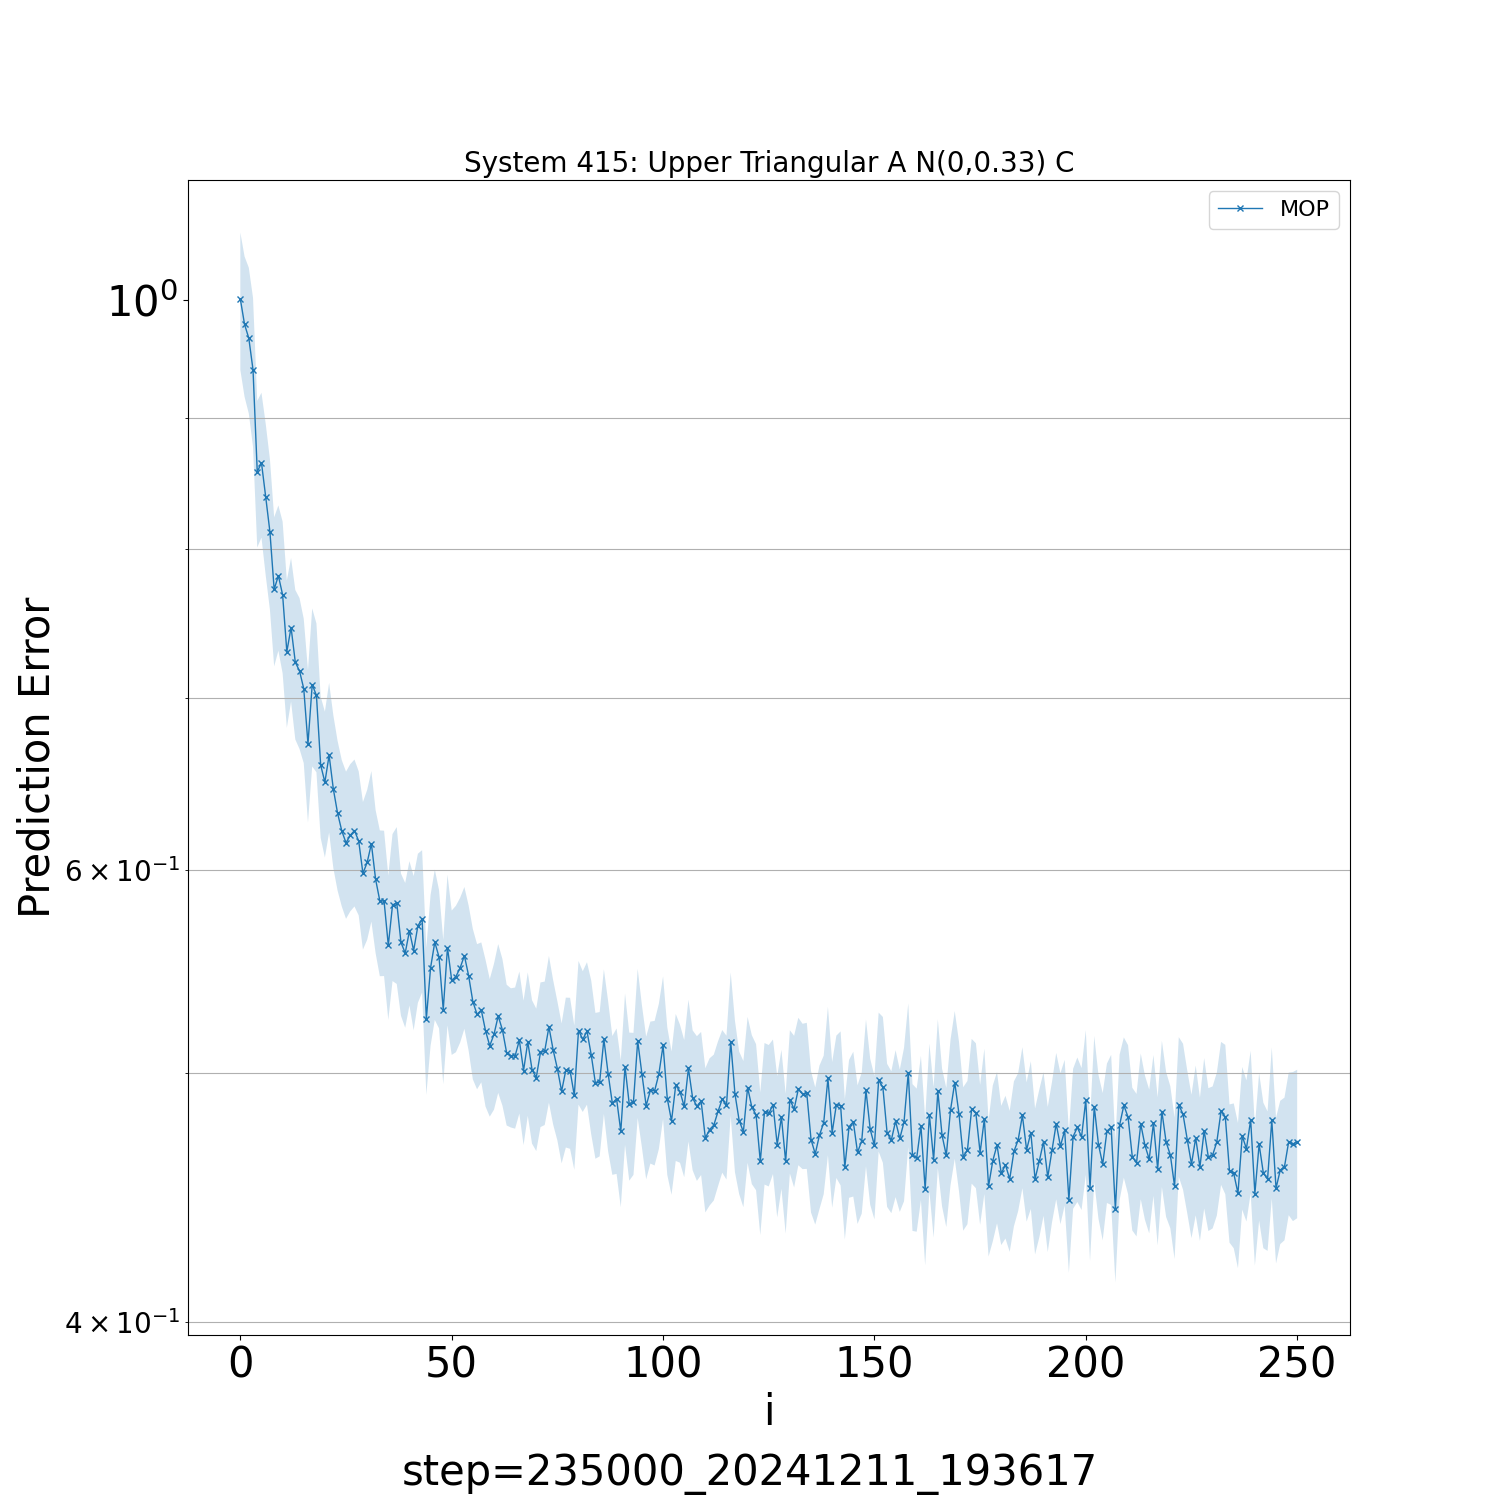 System 415: Upper Triangular A N(0,0.33) C
MOP
Prediction Error
10⁰
6 × 10⁻¹
4 × 10⁻¹
0 50 100 150 200 250
i
step=235000_20241211_193617